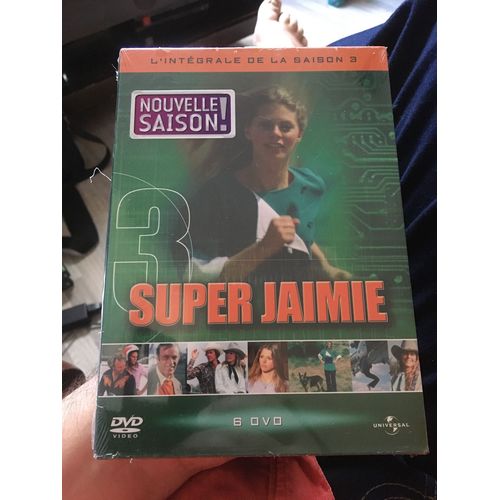 L'INTÉGRALE DE LA SAISON 3
NOUVELLE
SAISON!
3
SUPER JAIMIE
DVD
VIDEO
6 DVD
UNIVERSAL